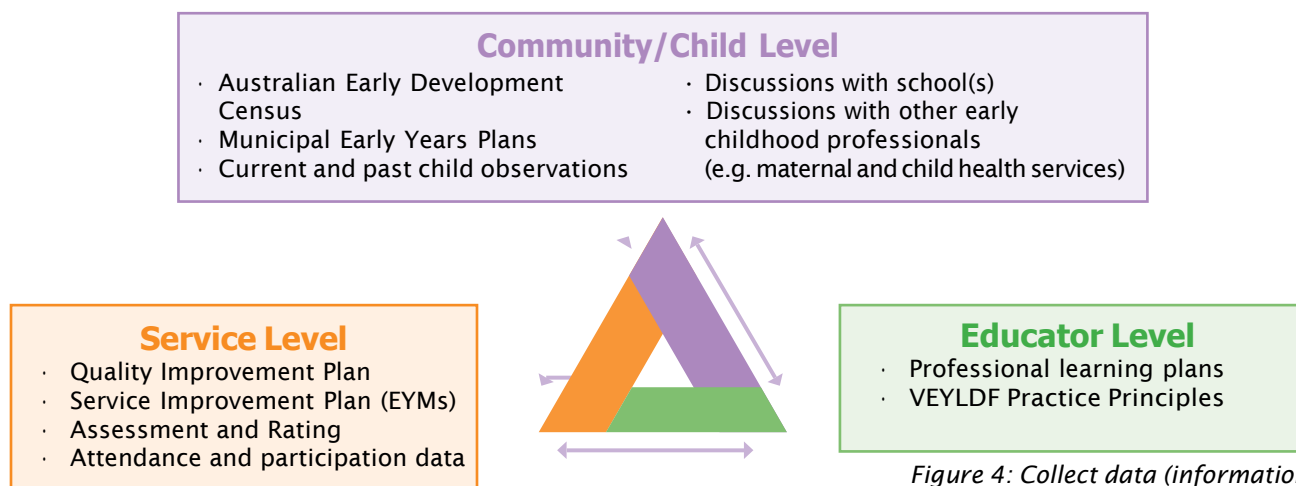 Community/Child Level
· Australian Early Development
Census
· Municipal Early Years Plans
· Current and past child observations
· Discussions with school(s)
· Discussions with other early
childhood professionals
(e.g. maternal and child health services)
Service Level
· Quality Improvement Plan
· Service Improvement Plan (EYMs)
· Assessment and Rating
· Attendance and participation data
Educator Level
· Professional learning plans
· VEYLDF Practice Principles
Figure 4: Collect data (information